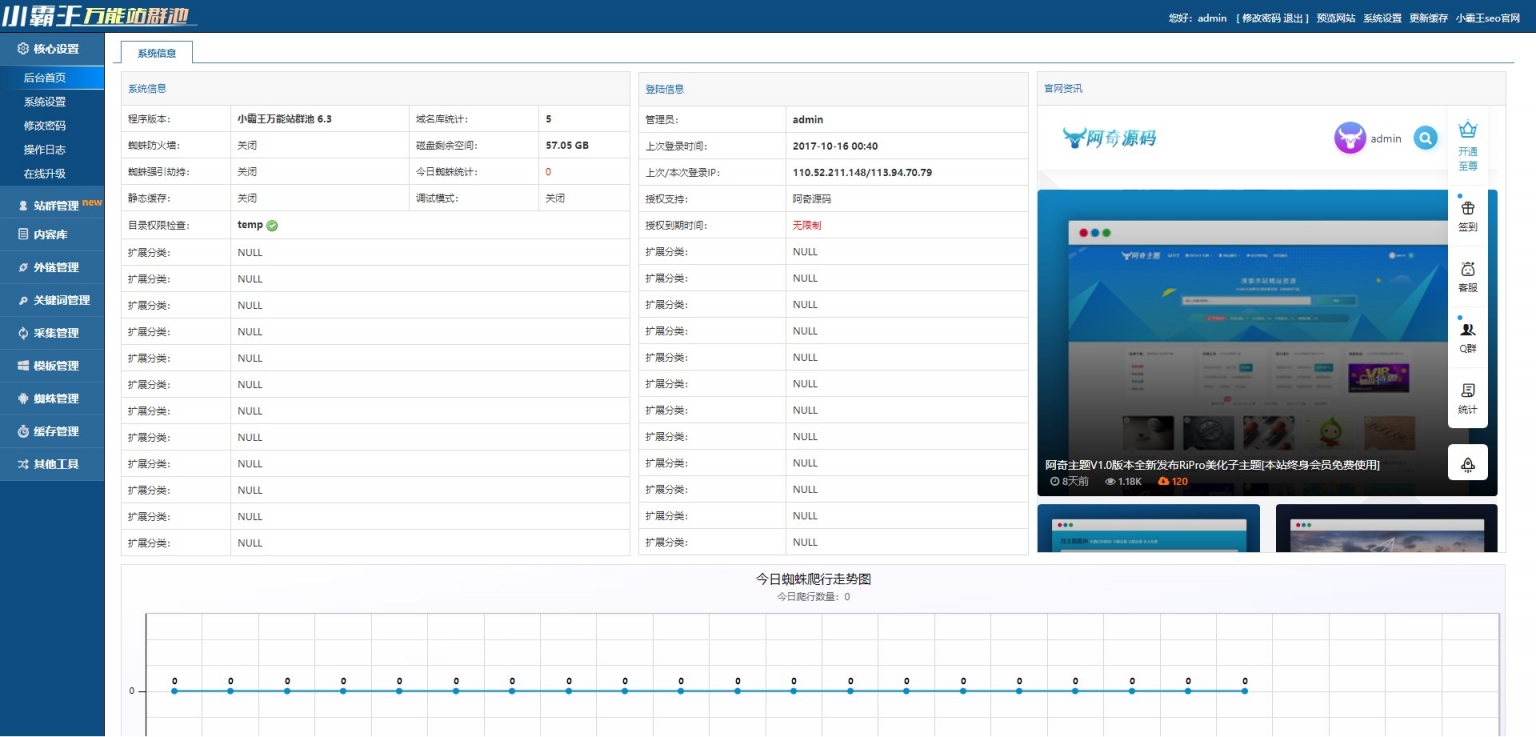 小霸王万能站群池
您好：admin [ 修改密码 退出 ] 预览网站 系统设置 更新缓存 小霸王seo官网
核心设置
后台首页
系统设置
修改密码
操作日志
在线升级
站群管理 new
内容库
外链管理
关键词管理
采集管理
模板管理
蜘蛛管理
缓存管理
其他工具
系统信息
系统信息
程序版本: 小霸王万能站群池 6.3 域名库统计: 5
蜘蛛防火墙: 关闭 磁盘剩余空间: 57.05 GB
蜘蛛强引劫持: 关闭 今日蜘蛛统计: 0
静态缓存: 关闭 调试模式: 关闭
目录权限检查: temp
扩展分类: NULL
扩展分类: NULL
扩展分类: NULL
扩展分类: NULL
扩展分类: NULL
扩展分类: NULL
扩展分类: NULL
扩展分类: NULL
扩展分类: NULL
扩展分类: NULL
扩展分类: NULL
扩展分类: NULL
登陆信息
管理员: admin
上次登录时间: 2017-10-16 00:40
上次/本次登录IP: 110.52.211.148/113.94.70.79
授权支持: 阿奇源码
授权到期时间: 无限制
扩展分类: NULL
扩展分类: NULL
扩展分类: NULL
扩展分类: NULL
扩展分类: NULL
扩展分类: NULL
扩展分类: NULL
扩展分类: NULL
扩展分类: NULL
扩展分类: NULL
扩展分类: NULL
扩展分类: NULL
官网资讯
阿奇源码
admin
开通
至尊
签到
客服
Q群
统计
阿奇主题
VIP
阿奇主题V1.0版本全新发布RiPro美化子主题[本站终身会员免费使用]
8天前 1.18K 120
今日蜘蛛爬行走势图
今日爬行数量: 0
0 0 0 0 0 0 0 0 0 0 0 0 0 0 0 0 0 0 0 0
0